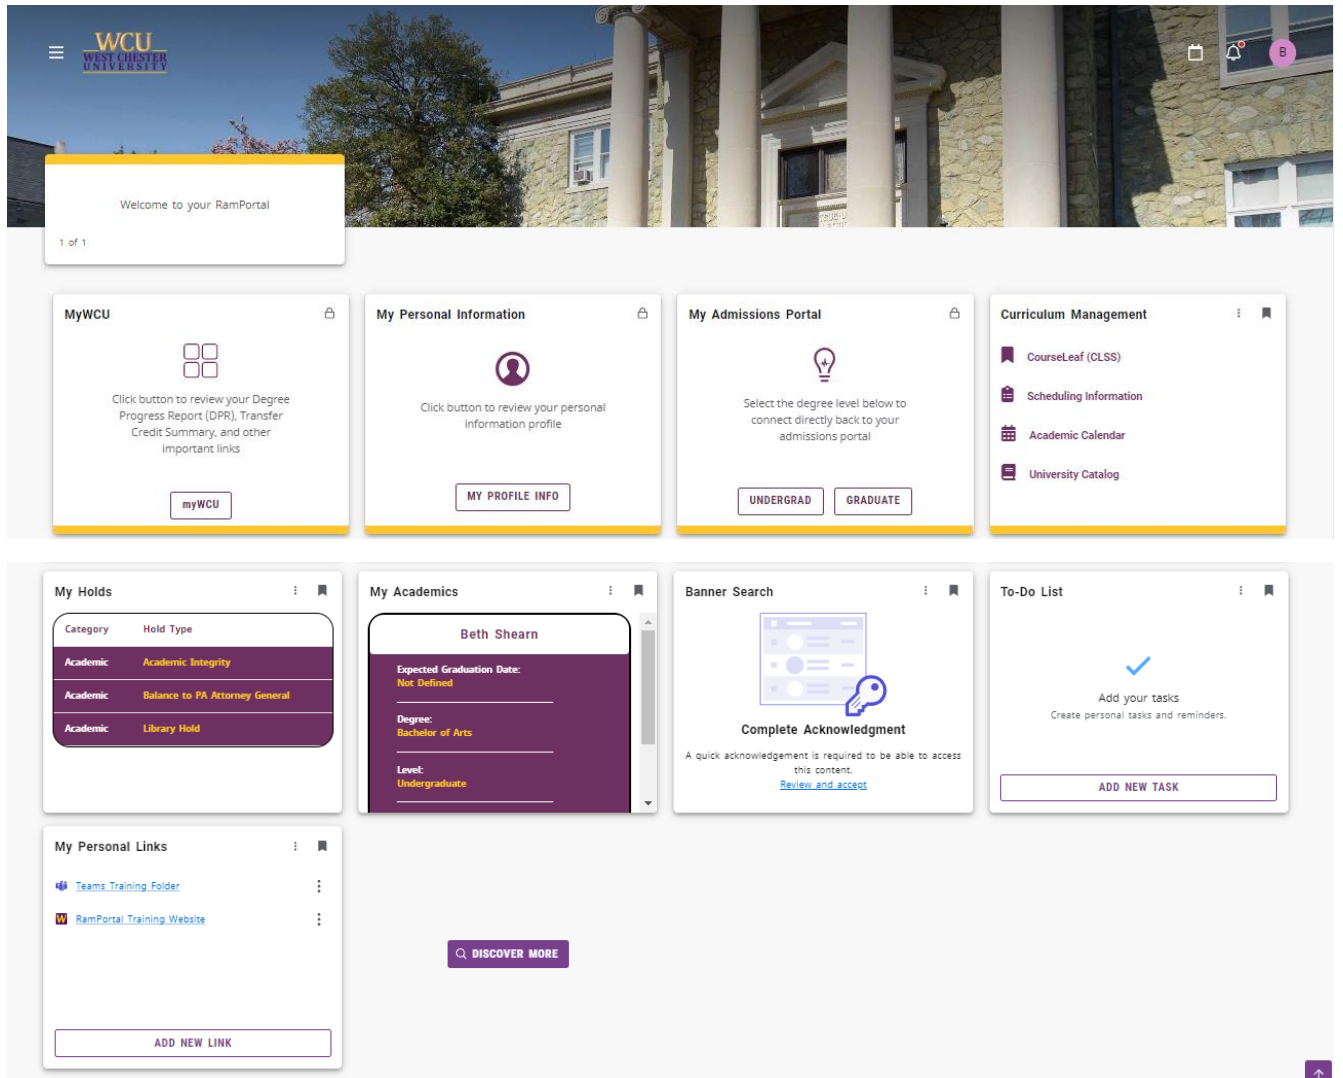 WCU
WEST CHESTER
UNIVERSITY
B
Welcome to your RamPortal
1 of 1
MyWCU
Click button to review your Degree
Progress Report (DPR), Transfer
Credit Summary, and other
important links
myWCU
My Personal Information
Click button to review your personal
information profile
MY PROFILE INFO
My Admissions Portal
Select the degree level below to
connect directly back to your
admissions portal
UNDERGRAD GRADUATE
Curriculum Management
CourseLeaf (CLSS)
Scheduling Information
Academic Calendar
University Catalog
My Holds
Category Hold Type
Academic Academic Integrity
Academic Balance to PA Attorney General
Academic Library Hold
My Academics
Beth Shearn
Expected Graduation Date:
Not Defined
Degree:
Bachelor of Arts
Level:
Undergraduate
Banner Search
Complete Acknowledgment
A quick acknowledgement is required to be able to access
this content.
Review and accept
To-Do List
Add your tasks
Create personal tasks and reminders.
ADD NEW TASK
My Personal Links
Teams Training Folder
W RamPortal Training Website
ADD NEW LINK
DISCOVER MORE